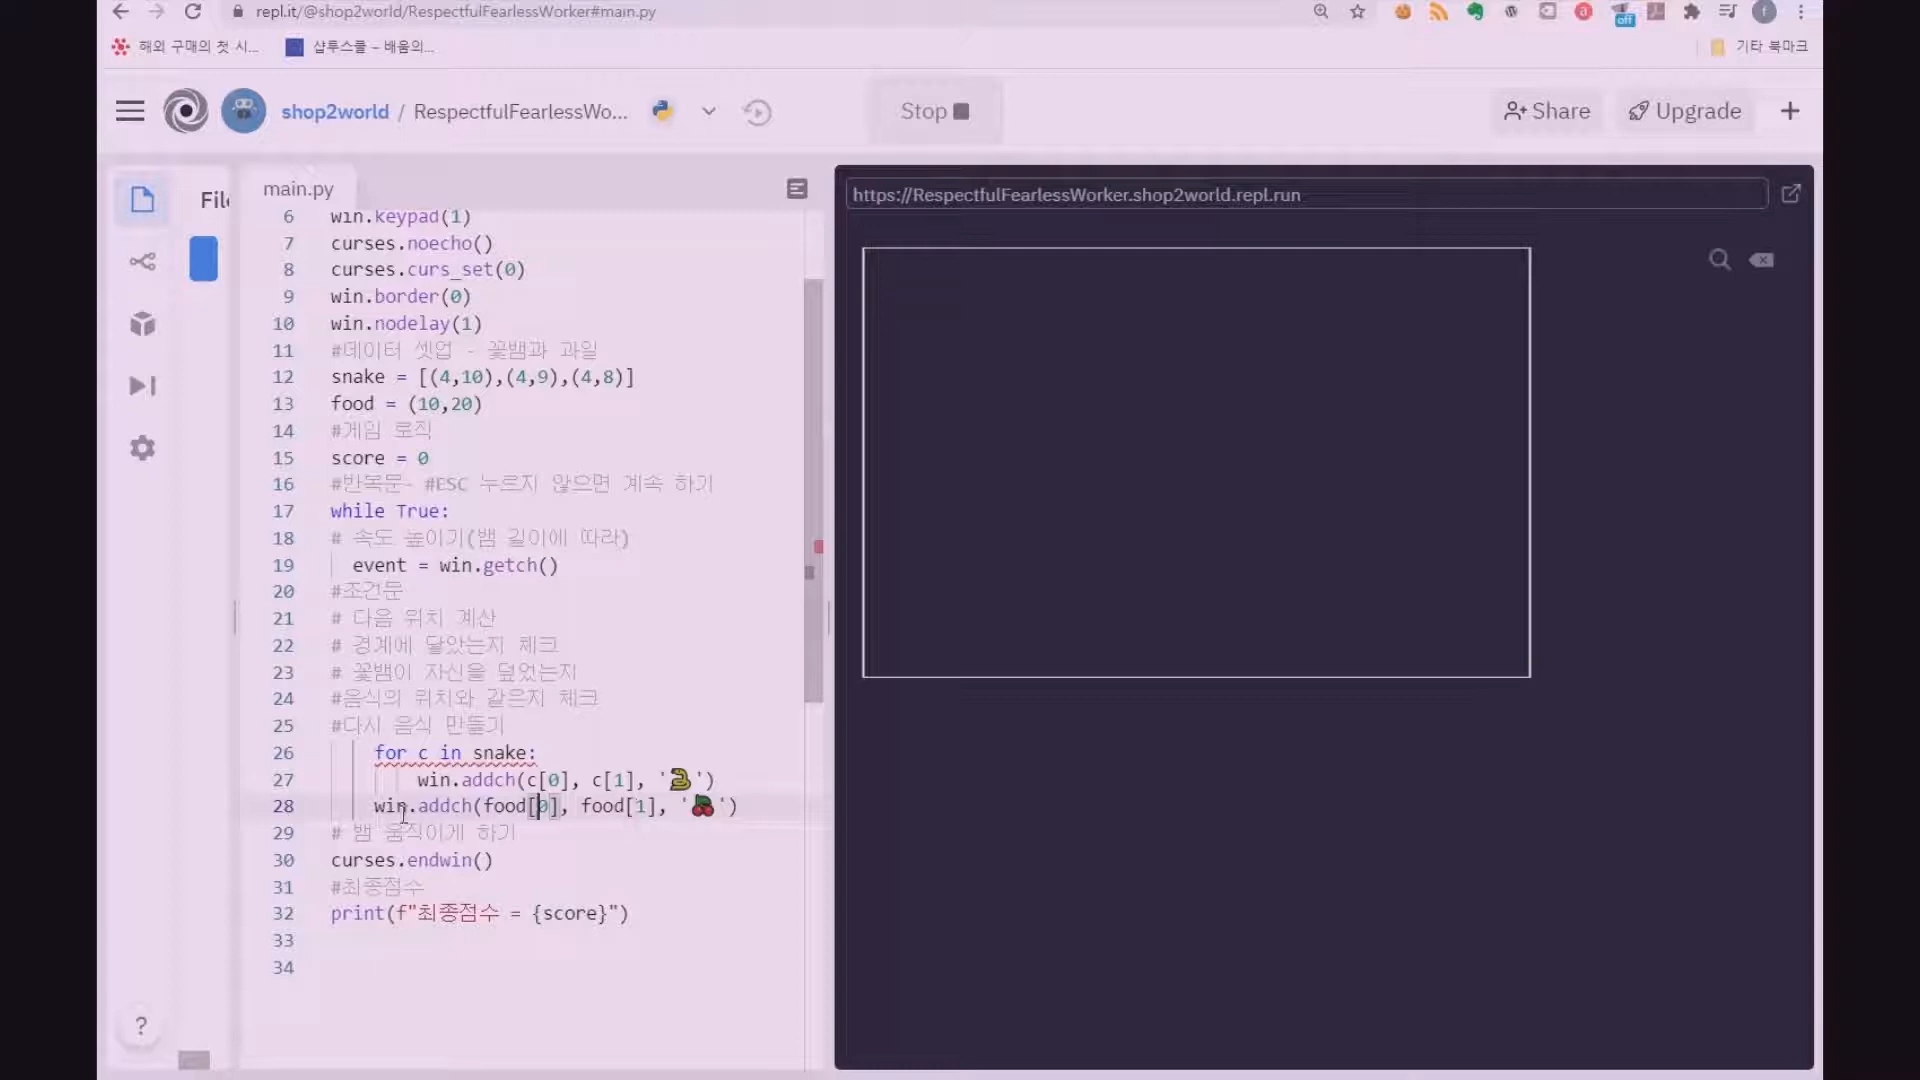 repl.it/@shop2world/RespectfulFearlessWorker#main.py
off
f
해외 구매의 첫 시...
샵투스쿨 – 배움의...
기타 북마크
shop2world / RespectfulFearlessWo...
Stop
Share
Upgrade
main.py
6 win.keypad(1)
7 curses.noecho()
8 curses.curs_set(0)
9 win.border(0)
10 win.nodelay(1)
11 #데이터 셋업 - 꽃뱀과 과일
12 snake = [(4,10),(4,9),(4,8)]
13 food = (10,20)
14 #게임 로직
15 score = 0
16 #반복문- #ESC 누르지 않으면 계속 하기
17 while True:
18 # 속도 높이기(뱀 길이에 따라)
19 event = win.getch()
20 #조건문
21 # 다음 위치 계산
22 # 경계에 닿았는지 체크
23 # 꽃뱀이 자신을 덮었는지
24 #음식의 위치와 같은지 체크
25 #다시 음식 만들기
26 for c in snake:
27 win.addch(c[0], c[1], '🐍')
28 win.addch(food[0], food[1], '🍒')
29 # 뱀 움직이게 하기
30 curses.endwin()
31 #최종점수
32 print(f"최종점수 = {score}")
33
34
https://RespectfulFearlessWorker.shop2world.repl.run
?